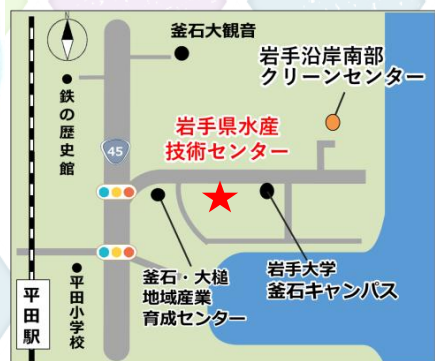 釜石大観音
岩手沿岸南部
クリーンセンター
鉄の歴史館
岩手県水産
技術センター
45
釜石・大槌
地域産業
育成センター
岩手大学
釜石キャンパス
平田駅
平田小学校